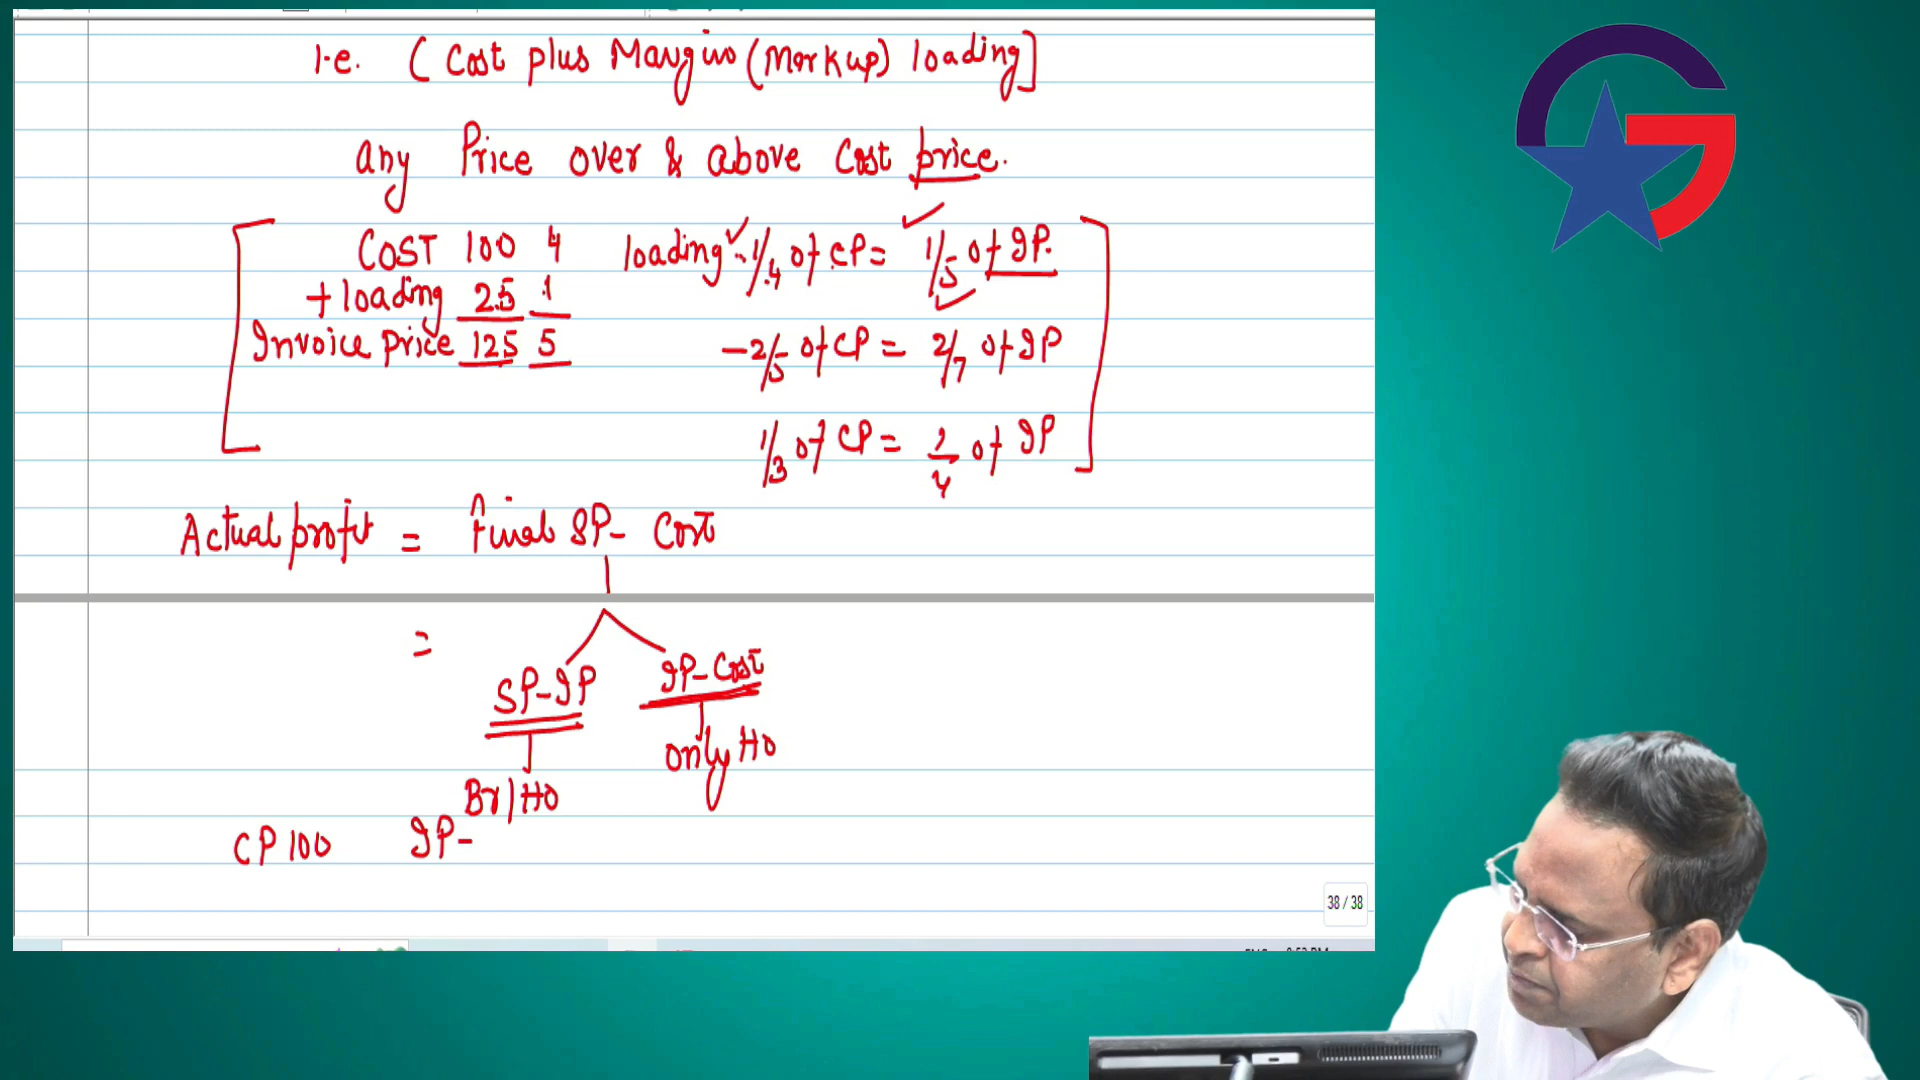 i.e. ( Cost plus Margin (Markup) loading]
any Price over & above Cost price.
COST 100 4 loading - 1/4 of CP = 1/5 of IP.
+ loading 25 1
Invoice Price 125 5 - 2/5 of CP = 2/7 of IP
1/3 of CP = 1/4 of IP
Actual profit = Final SP - Cost
=
SP-IP IP-Cost
Br/HO only HO
CP 100 IP-
38 / 38